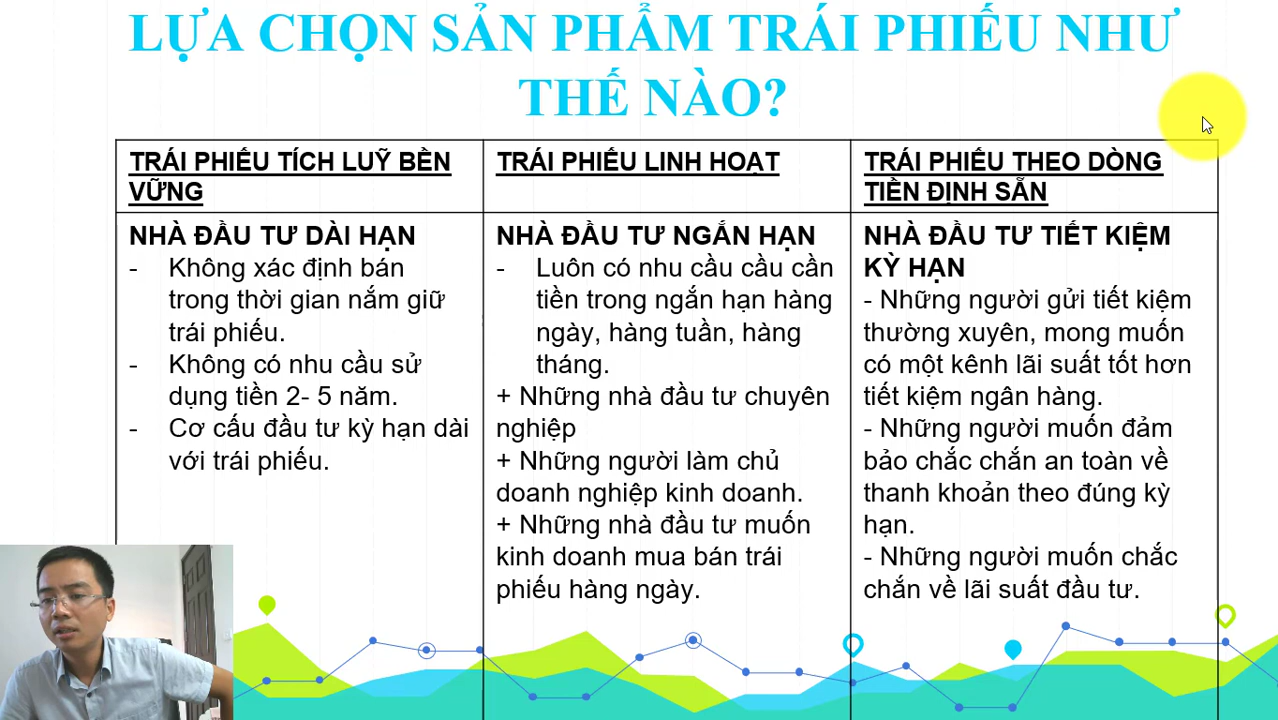 LỰA CHỌN SẢN PHẨM TRÁI PHIẾU NHƯ
THẾ NÀO?
TRÁI PHIẾU TÍCH LUỸ BỀN
VỮNG
NHÀ ĐẦU TƯ DÀI HẠN
- Không xác định bán
trong thời gian nắm giữ
trái phiếu.
- Không có nhu cầu sử
dụng tiền 2- 5 năm.
- Cơ cấu đầu tư kỳ hạn dài
với trái phiếu.
TRÁI PHIẾU LINH HOẠT
NHÀ ĐẦU TƯ NGẮN HẠN
- Luôn có nhu cầu cầu cần
tiền trong ngắn hạn hàng
ngày, hàng tuần, hàng
tháng.
+ Những nhà đầu tư chuyên
nghiệp
+ Những người làm chủ
doanh nghiệp kinh doanh.
+ Những nhà đầu tư muốn
kinh doanh mua bán trái
phiếu hàng ngày.
TRÁI PHIẾU THEO DÒNG
TIỀN ĐỊNH SẴN
NHÀ ĐẦU TƯ TIẾT KIỆM
KỲ HẠN
- Những người gửi tiết kiệm
thường xuyên, mong muốn
có một kênh lãi suất tốt hơn
tiết kiệm ngân hàng.
- Những người muốn đảm
bảo chắc chắn an toàn về
thanh khoản theo đúng kỳ
hạn.
- Những người muốn chắc
chắn về lãi suất đầu tư.